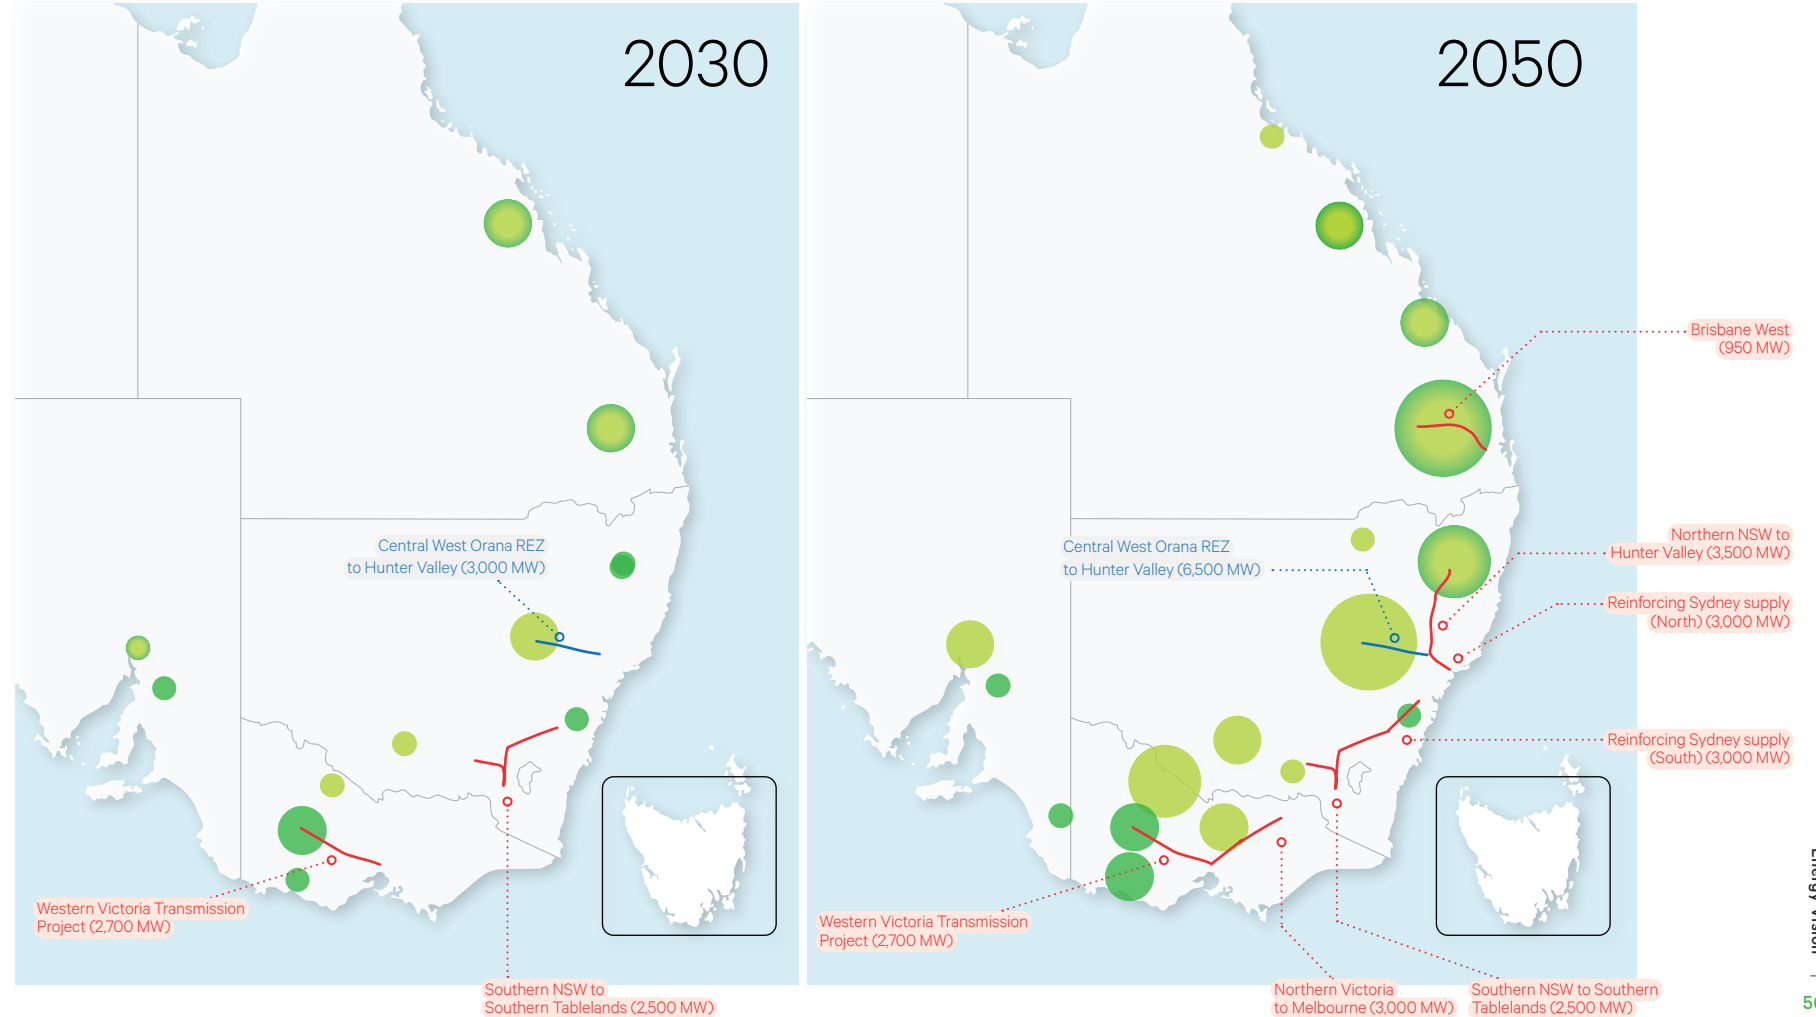 2030
Central West Orana REZ
to Hunter Valley (3,000 MW)
Western Victoria Transmission
Project (2,700 MW)
Southern NSW to
Southern Tablelands (2,500 MW)
2050
Brisbane West
(950 MW)
Northern NSW to
Hunter Valley (3,500 MW)
Central West Orana REZ
to Hunter Valley (6,500 MW)
Reinforcing Sydney supply
(North) (3,000 MW)
Reinforcing Sydney supply
(South) (3,000 MW)
Western Victoria Transmission
Project (2,700 MW)
Northern Victoria
to Melbourne (3,000 MW)
Southern NSW to Southern
Tablelands (2,500 MW)
Energy Vision